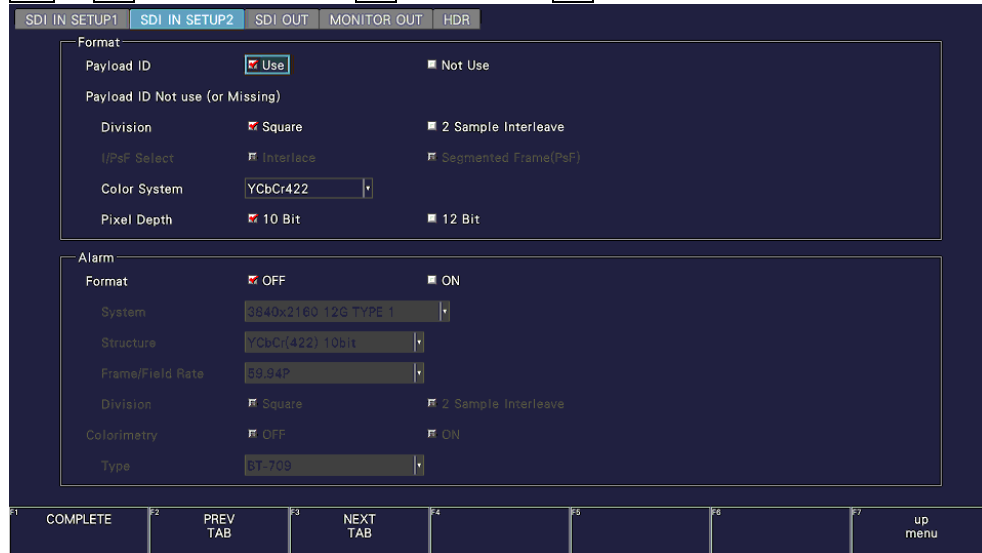 SDI IN SETUP1 SDI IN SETUP2 SDI OUT MONITOR OUT HDR
Format
Payload ID Use Not Use
Payload ID Not use (or Missing)
Division Square 2 Sample Interleave
I/PsF Select Interlace Segmented Frame(PsF)
Color System YCbCr422
Pixel Depth 10 Bit 12 Bit
Alarm
Format OFF ON
System 3840x2160 12G TYPE 1
Structure YCbCr(422) 10bit
Frame/Field Rate 59.94P
Division Square 2 Sample Interleave
Colorimetry OFF ON
Type BT-709
F1 COMPLETE F2 PREV TAB F3 NEXT TAB F4 F5 F6 F7 up menu